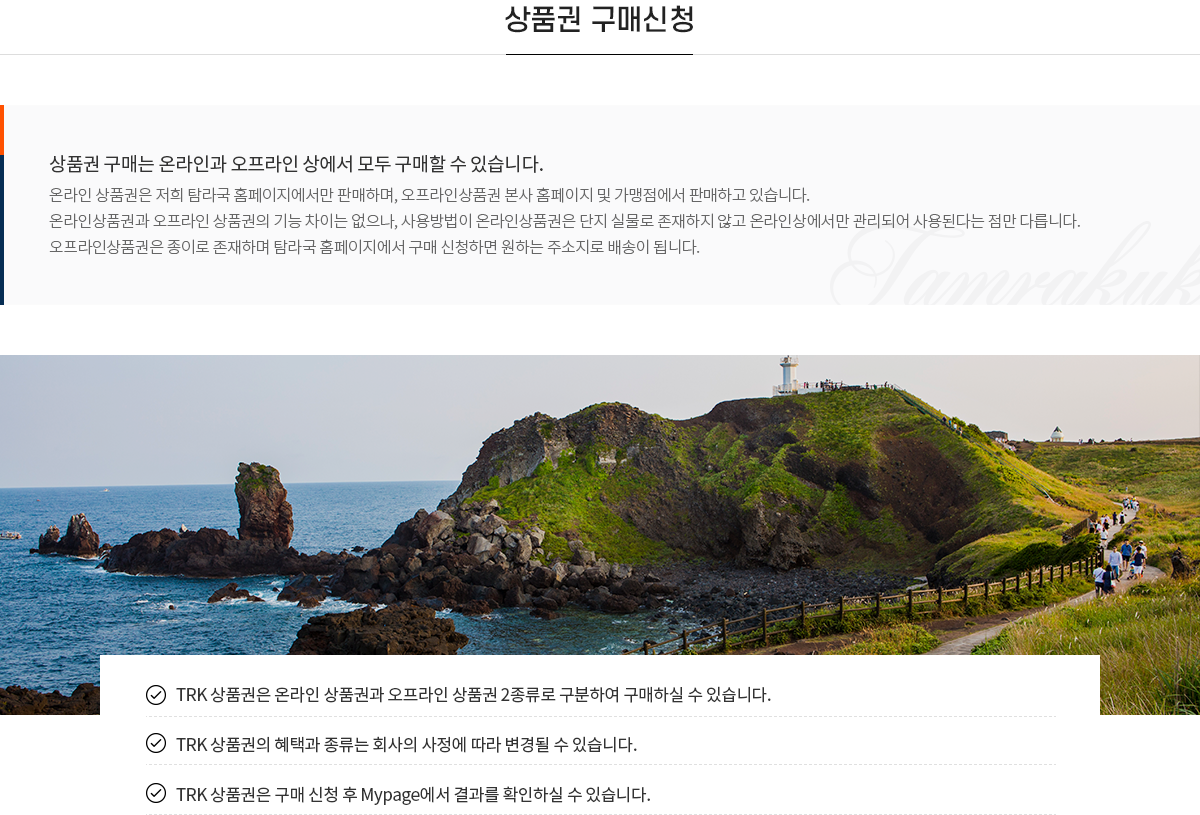 상품권 구매신청
상품권 구매는 온라인과 오프라인 상에서 모두 구매할 수 있습니다.
온라인 상품권은 저희 탐라국 홈페이지에서만 판매하며, 오프라인상품권 본사 홈페이지 및 가맹점에서 판매하고 있습니다.
온라인상품권과 오프라인 상품권의 기능 차이는 없으나, 사용방법이 온라인상품권은 단지 실물로 존재하지 않고 온라인상에서만 관리되어 사용된다는 점만 다릅니다.
오프라인상품권은 종이로 존재하며 탐라국 홈페이지에서 구매 신청하면 원하는 주소지로 배송이 됩니다.
Tamrakuk
TRK 상품권은 온라인 상품권과 오프라인 상품권 2종류로 구분하여 구매하실 수 있습니다.
TRK 상품권의 혜택과 종류는 회사의 사정에 따라 변경될 수 있습니다.
TRK 상품권은 구매 신청 후 Mypage에서 결과를 확인하실 수 있습니다.